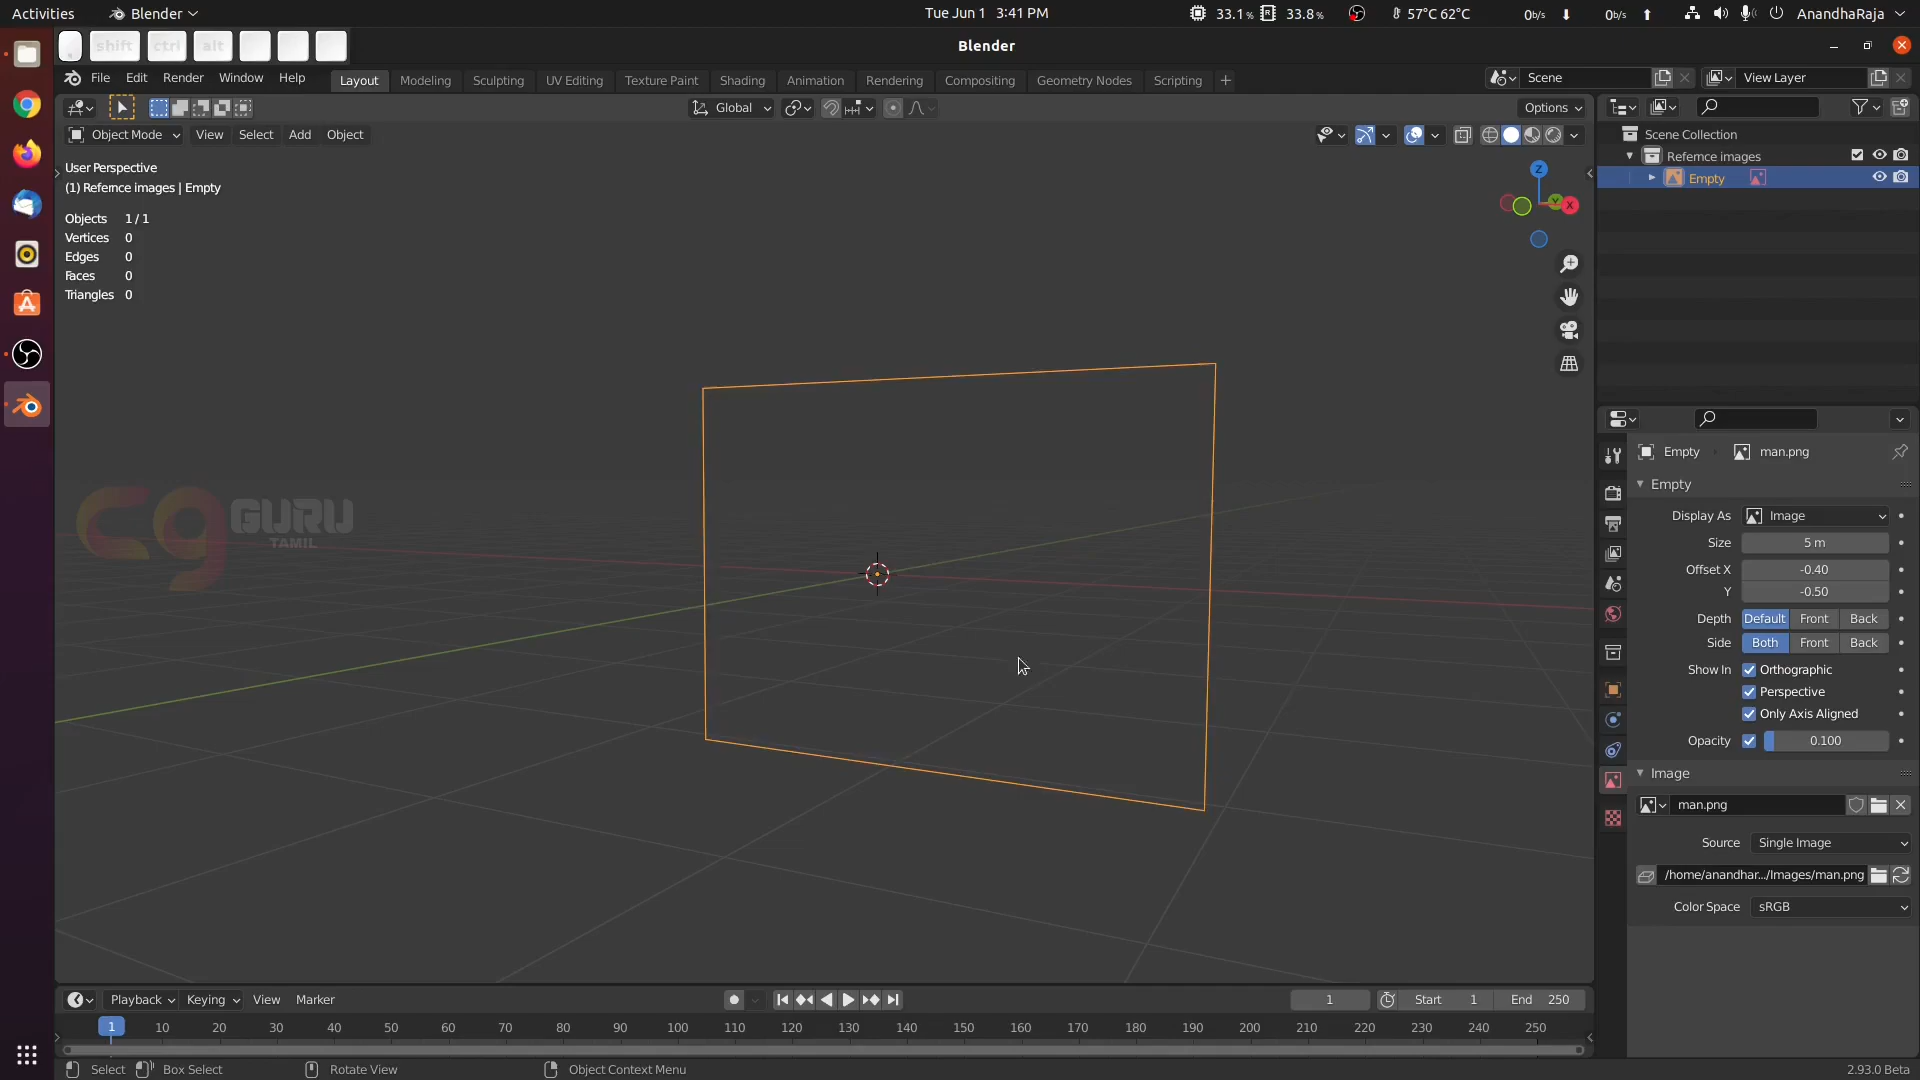 Activities
Blender
Tue Jun 1 3:41 PM
33.1 %
33.8 %
57°C 62°C
0b/s
0b/s
AnandhaRaja
shift
ctrl
alt
Blender
File
Edit
Render
Window
Help
Layout
Modeling
Sculpting
UV Editing
Texture Paint
Shading
Animation
Rendering
Compositing
Geometry Nodes
Scripting
Scene
View Layer
Global
Options
Object Mode
View
Select
Add
Object
User Perspective
(1) Refernce images | Empty
Objects 1 / 1
Vertices 0
Edges 0
Faces 0
Triangles 0
Z
Y
X
Scene Collection
Refernce images
Empty
Empty
man.png
Empty
Display As Image
Size 5 m
Offset X -0.40
Y -0.50
Depth Default Front Back
Side Both Front Back
Show In Orthographic
Perspective
Only Axis Aligned
Opacity 0.100
Image
man.png
Source Single Image
/home/anandhar.../Images/man.png
Color Space sRGB
GURU
TAMIL
Playback
Keying
View
Marker
1
Start 1
End 250
1 10 20 30 40 50 60 70 80 90 100 110 120 130 140 150 160 170 180 190 200 210 220 230 240 250
Select
Box Select
Rotate View
Object Context Menu
2.93.0 Beta